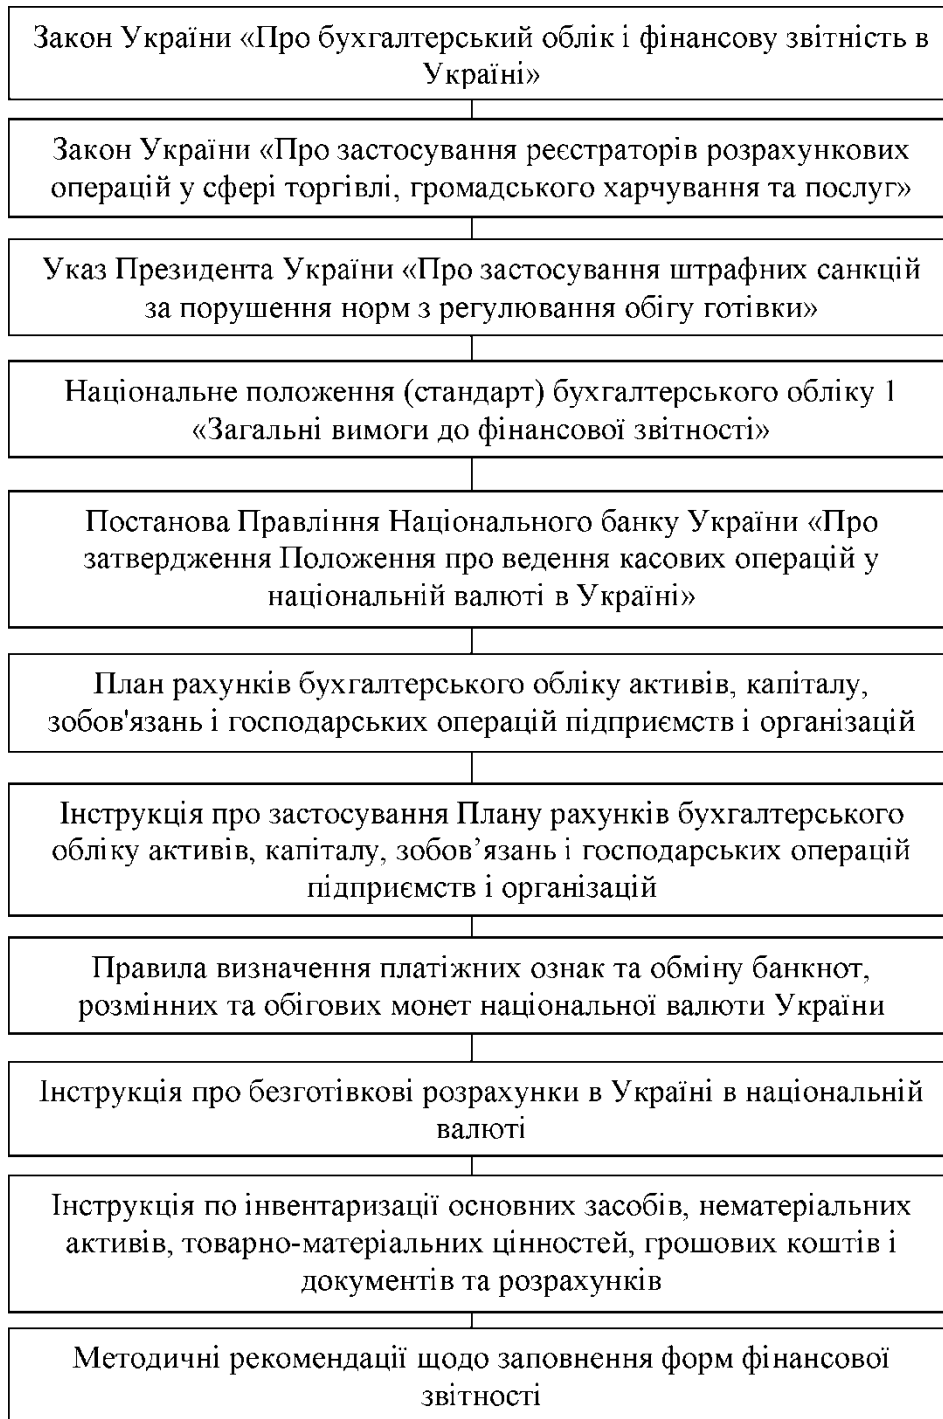 Закон України «Про бухгалтерський облік і фінансову звітність в
Україні»
Закон України «Про застосування реєстраторів розрахункових
операцій у сфері торгівлі, громадського харчування та послуг»
Указ Президента України «Про застосування штрафних санкцій
за порушення норм з регулювання обігу готівки»
Національне положення (стандарт) бухгалтерського обліку 1
«Загальні вимоги до фінансової звітності»
Постанова Правління Національного банку України «Про
затвердження Положення про ведення касових операцій у
національній валюті в Україні»
План рахунків бухгалтерського обліку активів, капіталу,
зобов'язань і господарських операцій підприємств і організацій
Інструкція про застосування Плану рахунків бухгалтерського
обліку активів, капіталу, зобов’язань і господарських операцій
підприємств і організацій
Правила визначення платіжних ознак та обміну банкнот,
розмінних та обігових монет національної валюти України
Інструкція про безготівкові розрахунки в Україні в національній
валюті
Інструкція по інвентаризації основних засобів, нематеріальних
активів, товарно-матеріальних цінностей, грошових коштів і
документів та розрахунків
Методичні рекомендації щодо заповнення форм фінансової
звітності